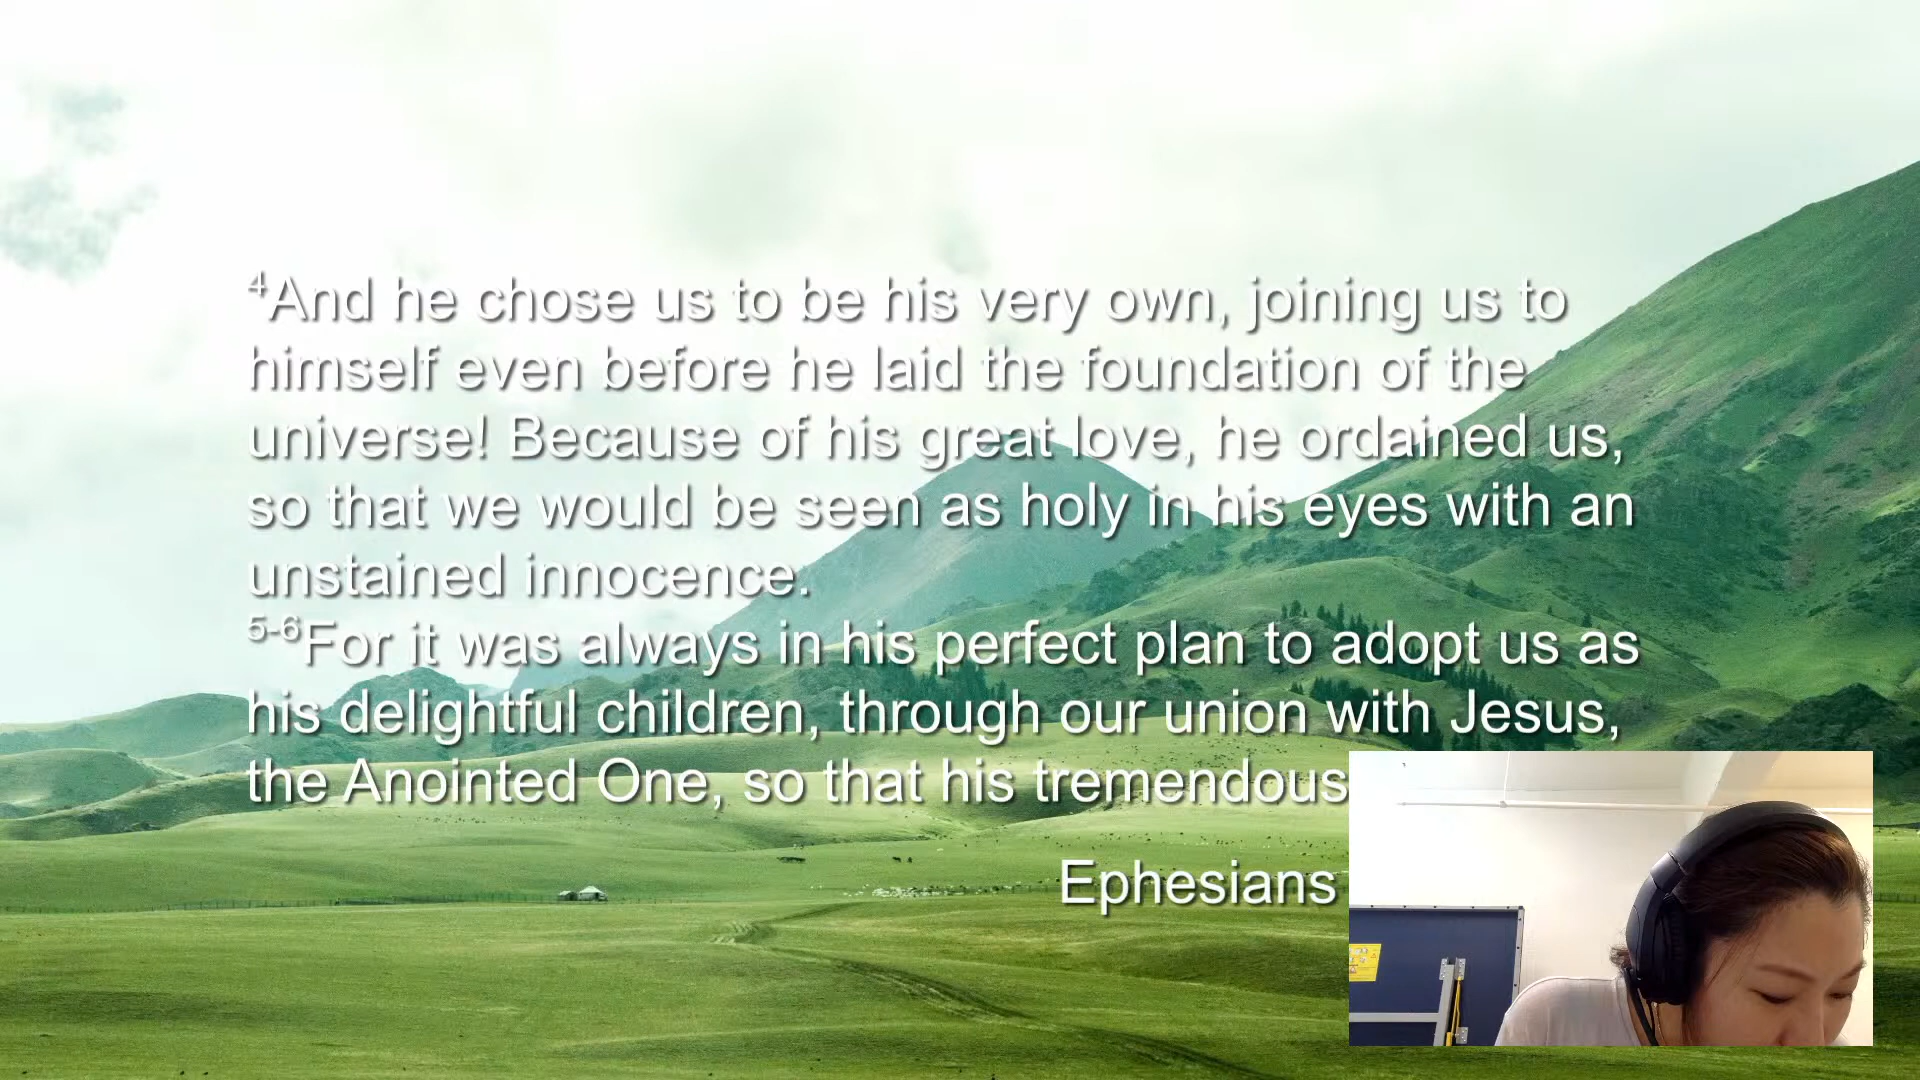 ⁴And he chose us to be his very own, joining us to
himself even before he laid the foundation of the
universe! Because of his great love, he ordained us,
so that we would be seen as holy in his eyes with an
unstained innocence.
⁵⁻⁶For it was always in his perfect plan to adopt us as
his delightful children, through our union with Jesus,
the Anointed One, so that his tremendous
Ephesians